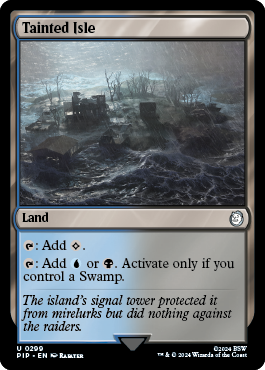 Tainted Isle
Land
: Add .
: Add or . Activate only if you
control a Swamp.
The island's signal tower protected it
from mirelurks but did nothing against
the raiders.
U 0299 ©2024 BSW
PIP • EN Rabater ™ & © 2024 Wizards of the Coast